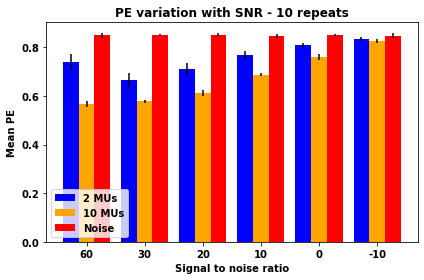 PE variation with SNR - 10 repeats
Mean PE
0.8
0.6
0.4
0.2
0.0
2 MUs
10 MUs
Noise
60 30 20 10 0 -10
Signal to noise ratio